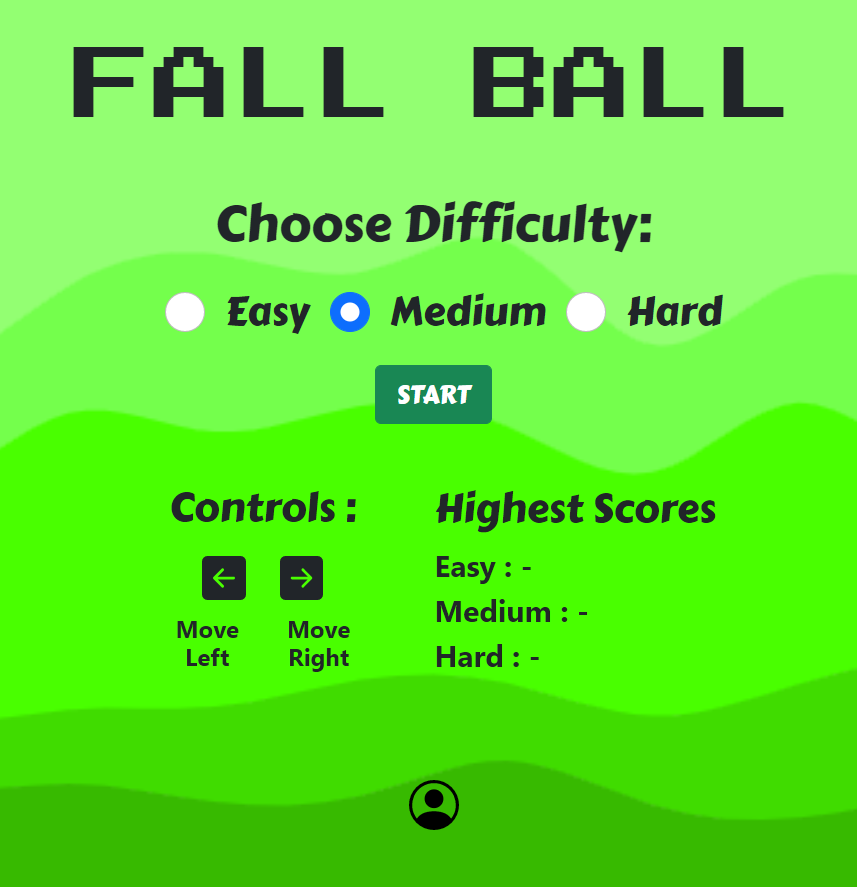 FALL BALL
Choose Difficulty:
Easy Medium Hard
START
Controls :
← →
Move Left
Move Right
Highest Scores
Easy : -
Medium : -
Hard : -